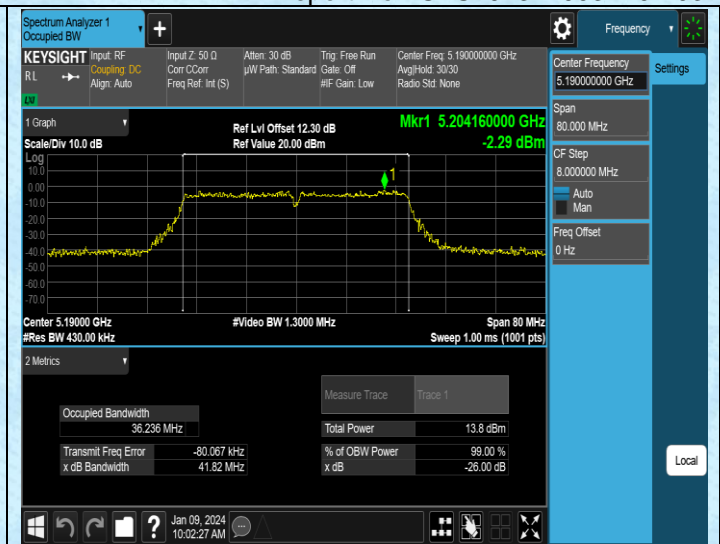 Spectrum Analyzer 1
Occupied BW
Frequency
KEYSIGHT
R L
LXI
Input: RF
Coupling: DC
Align: Auto
Input Z: 50 Ω
Corr CCorr
Freq Ref: Int (S)
Atten: 30 dB
µW Path: Standard
Trig: Free Run
Gate: Off
#IF Gain: Low
Center Freq: 5.190000000 GHz
Avg|Hold: 30/30
Radio Std: None
Center Frequency
5.190000000 GHz
Settings
Span
80.000 MHz
CF Step
8.000000 MHz
Auto
Man
Freq Offset
0 Hz
1 Graph
Scale/Div 10.0 dB
Ref Lvl Offset 12.30 dB
Ref Value 20.00 dBm
Mkr1 5.204160000 GHz
-2.29 dBm
Log
10.0
0.00
-10.0
-20.0
-30.0
-40.0
-50.0
-60.0
-70.0
1
Center 5.19000 GHz
#Res BW 430.00 kHz
#Video BW 1.3000 MHz
Span 80 MHz
Sweep 1.00 ms (1001 pts)
2 Metrics
Measure Trace Trace 1
Occupied Bandwidth
36.236 MHz
Total Power 13.8 dBm
Transmit Freq Error -80.067 kHz
% of OBW Power 99.00 %
x dB Bandwidth 41.82 MHz
x dB -26.00 dB
Local
?
Jan 09, 2024
10:02:27 AM